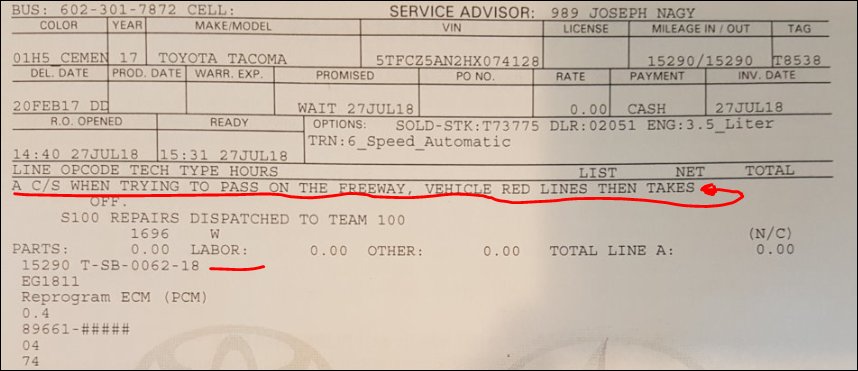 BUS: 602-301-7872 CELL: SERVICE ADVISOR: 989 JOSEPH NAGY
COLOR YEAR MAKE/MODEL VIN LICENSE MILEAGE IN / OUT TAG
01H5_CEMEN 17 TOYOTA TACOMA 5TFCZ5AN2HX074128 15290/15290 T8538
DEL. DATE PROD. DATE WARR. EXP. PROMISED PO NO. RATE PAYMENT INV. DATE
20FEB17 DD WAIT 27JUL18 0.00 CASH 27JUL18
R.O. OPENED READY OPTIONS: SOLD-STK:T73775 DLR:02051 ENG:3.5_Liter
TRN:6_Speed_Automatic
14:40 27JUL18 15:31 27JUL18
LINE OPCODE TECH TYPE HOURS LIST NET TOTAL
A C/S WHEN TRYING TO PASS ON THE FREEWAY, VEHICLE RED LINES THEN TAKES
OFF.
S100 REPAIRS DISPATCHED TO TEAM 100
1696 W (N/C)
PARTS: 0.00 LABOR: 0.00 OTHER: 0.00 TOTAL LINE A: 0.00
15290 T-SB-0062-18
EG1811
Reprogram ECM (PCM)
0.4
89661-#####
04
74